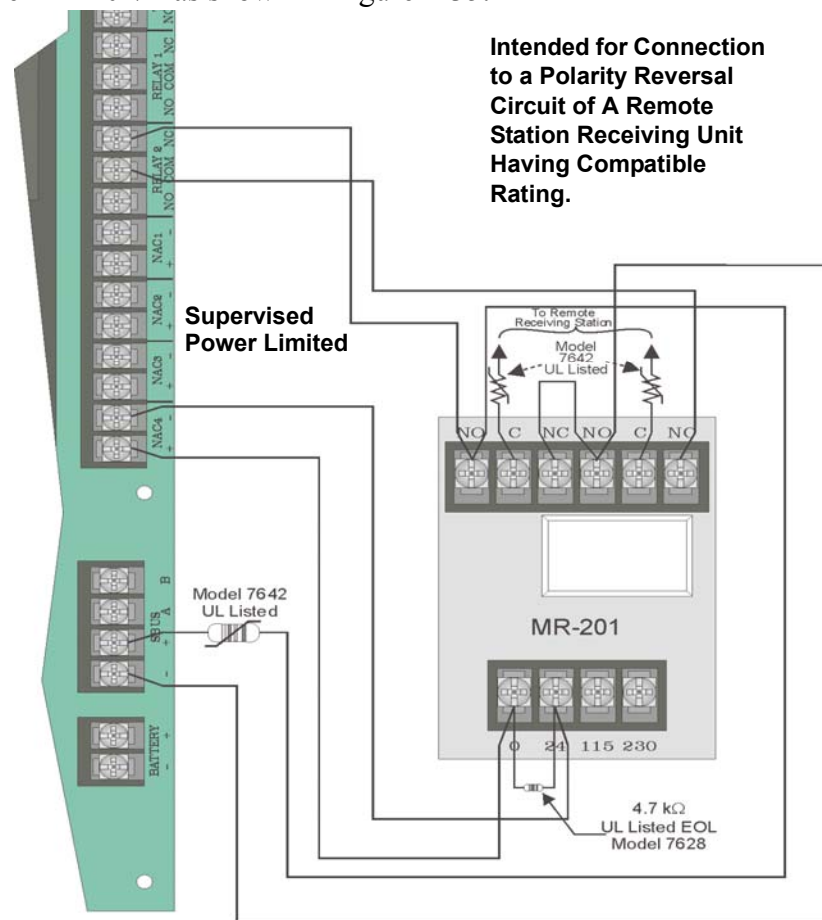 Intended for Connection
to a Polarity Reversal
Circuit of A Remote
Station Receiving Unit
Having Compatible
Rating.
NC
RELAY 1
NO COM NC
RELAY 2
NO COM NC
NAC1
- +
NAC2
- +
NAC3
- +
NAC4
- +
Supervised
Power Limited
To Remote
Receiving Station
Model
7642
UL Listed
NO C NC NO C NC
MR-201
0 24 115 230
4.7 kΩ
UL Listed EOL
Model 7628
Model 7642
UL Listed
SBUS
B
A
+
-
BATTERY
+
-